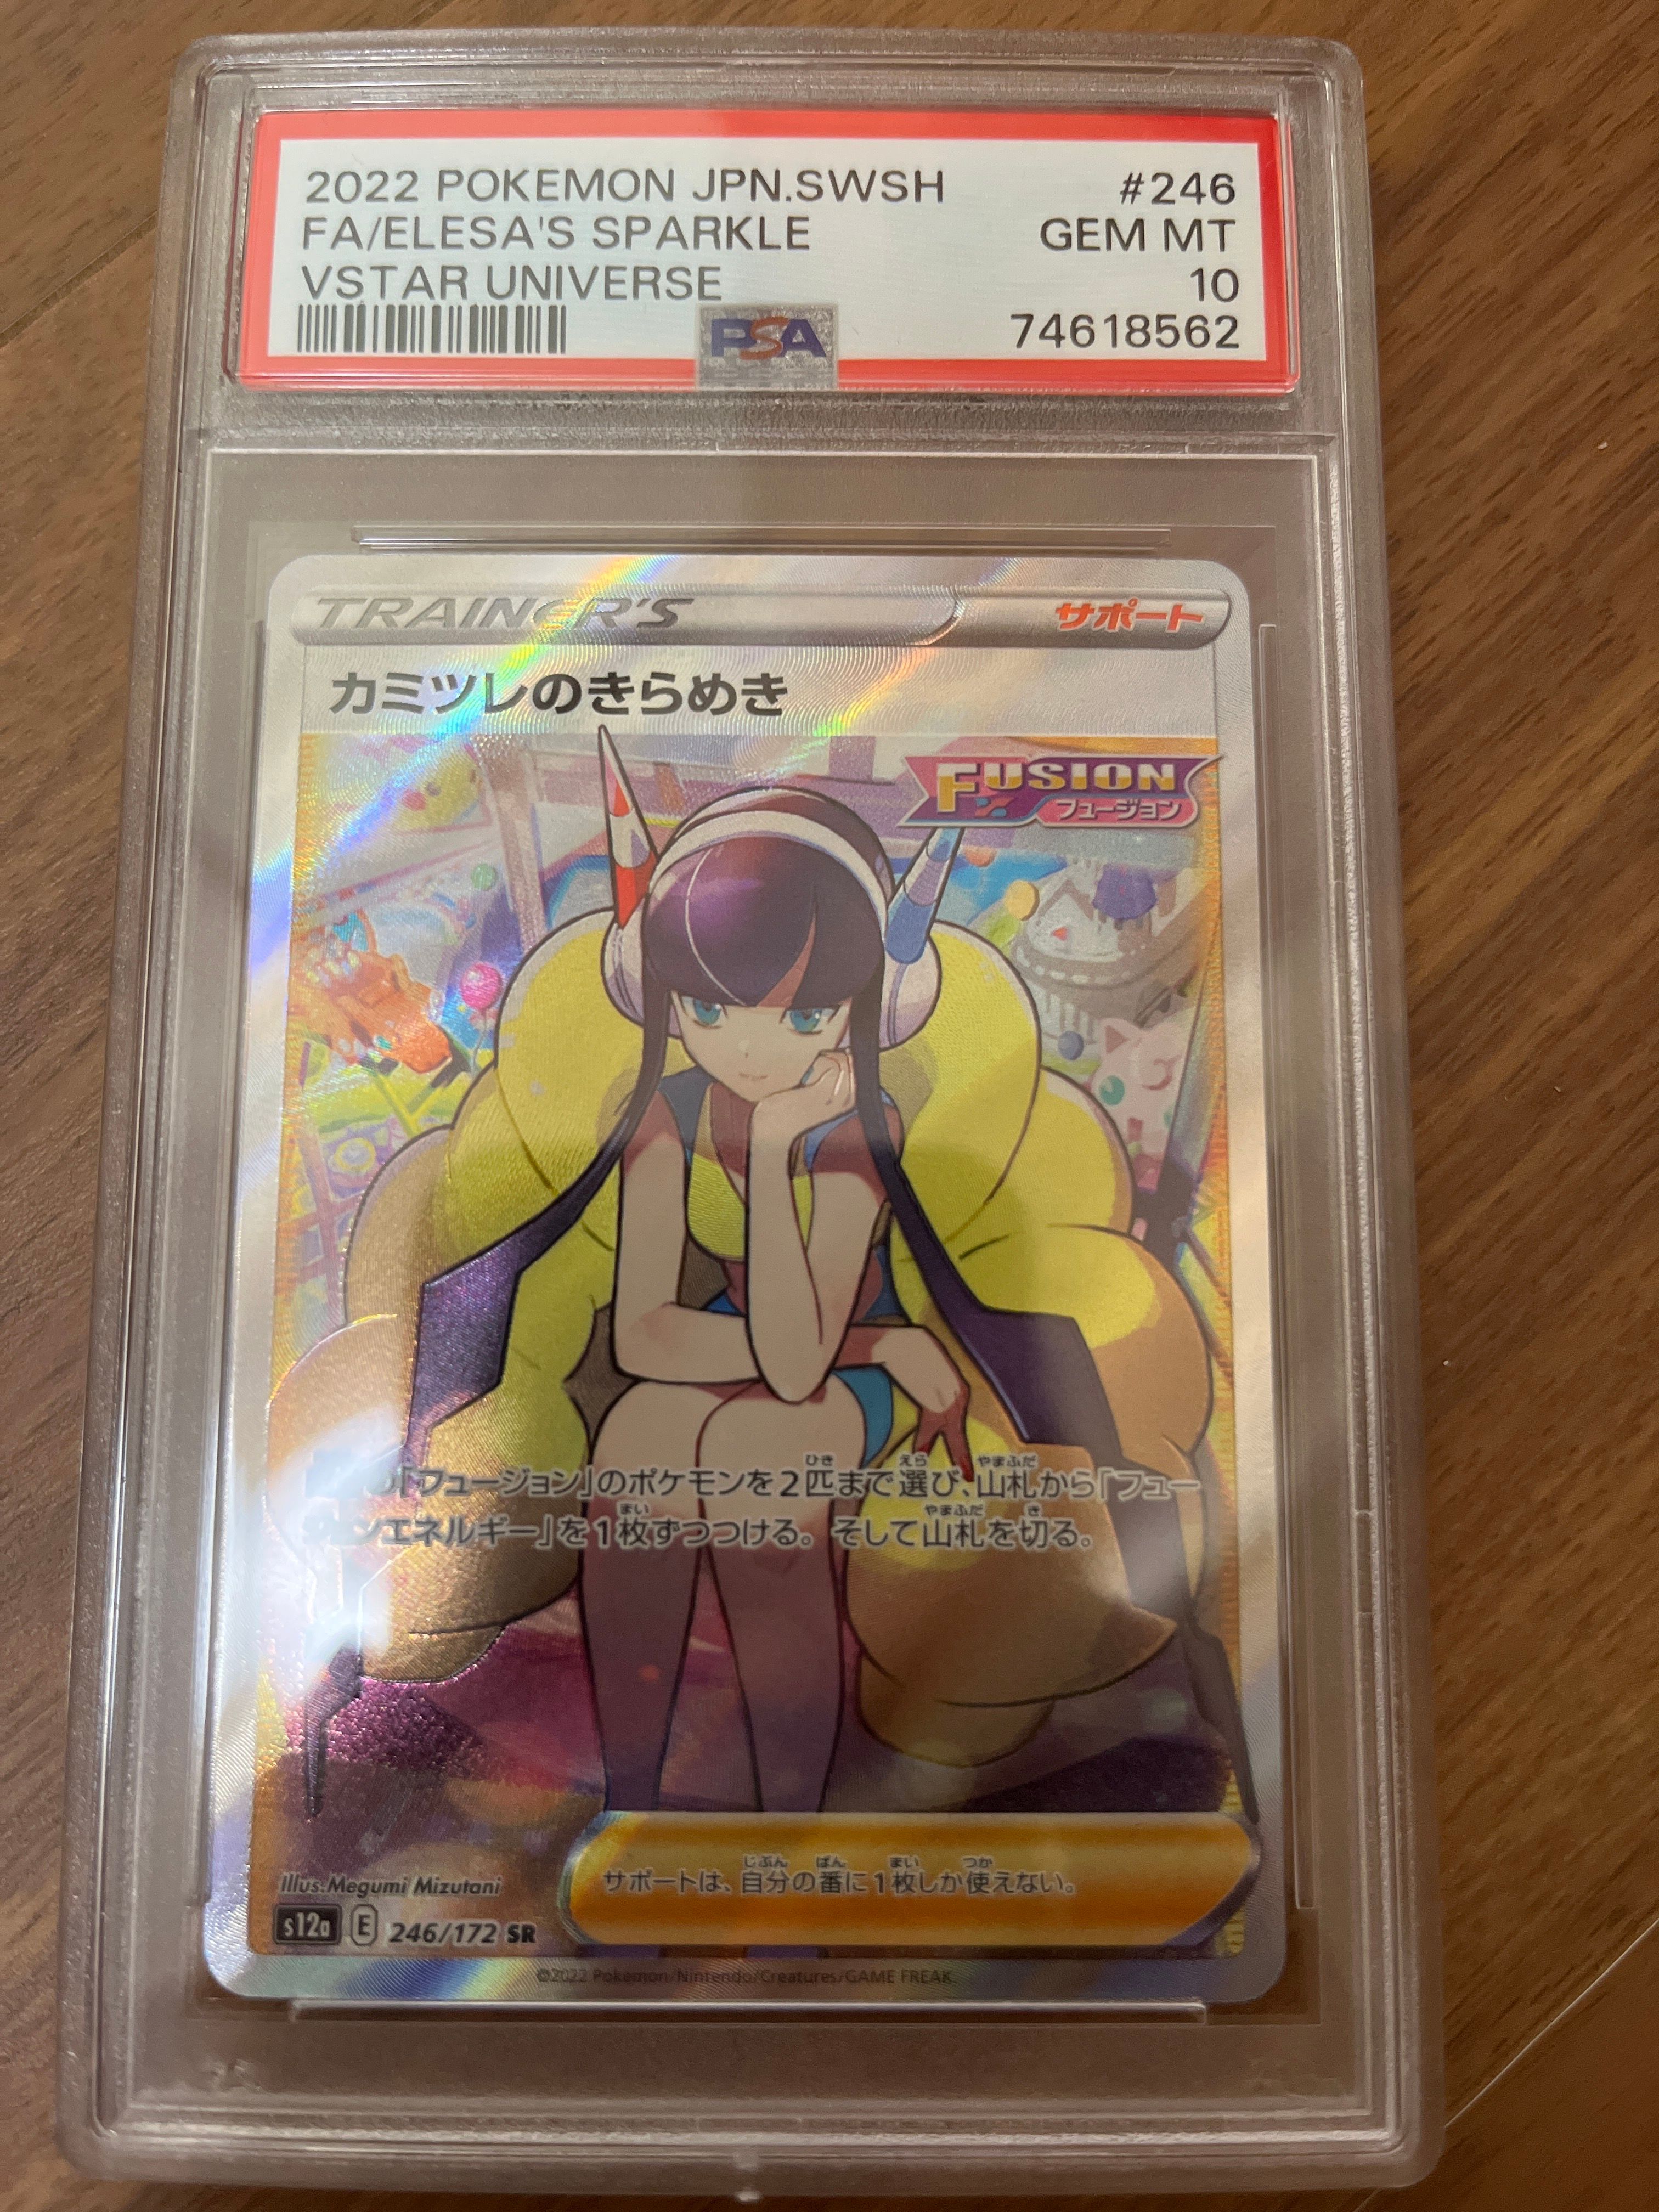 2022 POKEMON JPN.SWSH #246
FA/ELESA'S SPARKLE GEM MT
VSTAR UNIVERSE 10
PSA 74618562
TRAINER'S サポート
カミツレのきらめき
FUSION
フュージョン
「フュージョン」のポケモンを2匹まで選び、山札から「フュー
ンエネルギー」を1枚ずつつける。そして山札を切る。
サポートは、自分の番に1枚しか使えない。
Illus. Megumi Mizutani
s12a E 246/172 SR
©2022 Pokémon/Nintendo/Creatures/GAME FREAK.